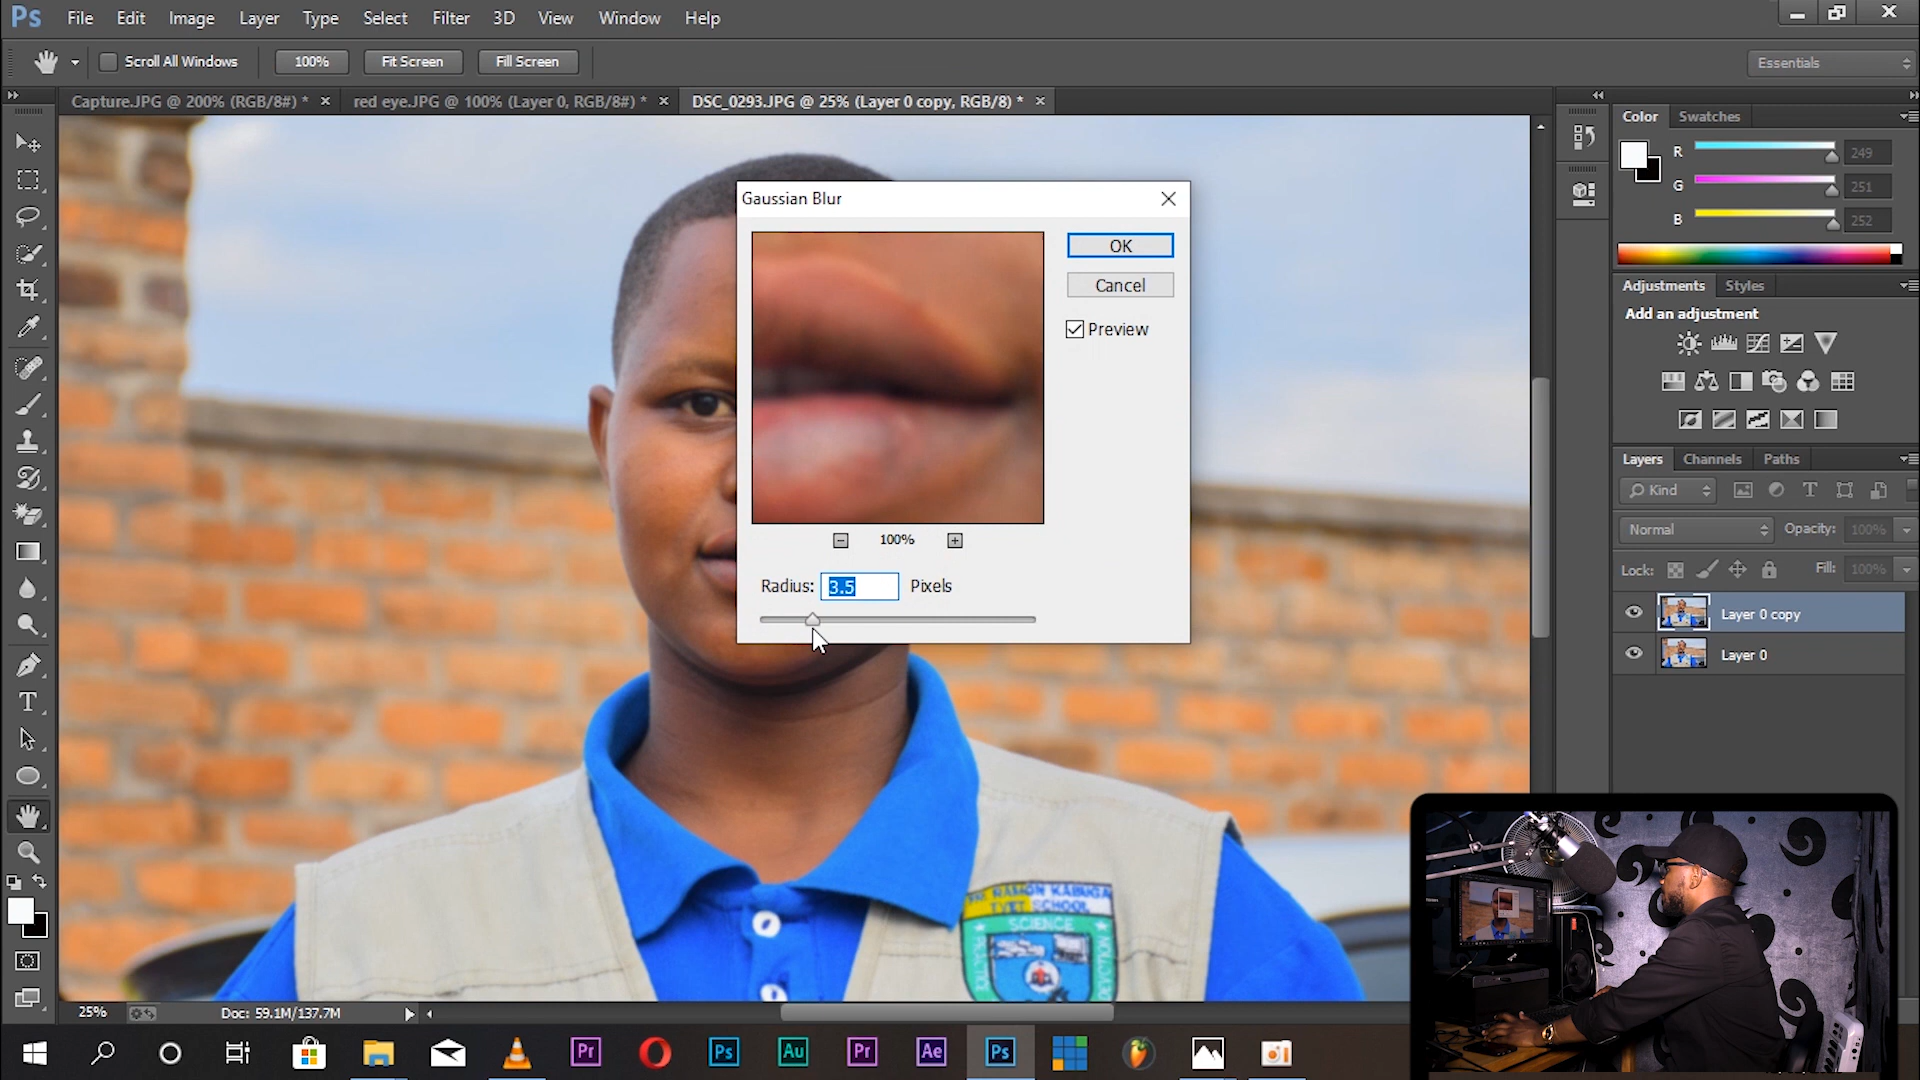 Ps File Edit Image Layer Type Select Filter 3D View Window Help
Scroll All Windows 100% Fit Screen Fill Screen Essentials
Capture.JPG @ 200% (RGB/8#) * red eye.JPG @ 100% (Layer 0, RGB/8#) * DSC_0293.JPG @ 25% (Layer 0 copy, RGB/8) *
Color Swatches
R 249
G 251
B 252
Adjustments Styles
Add an adjustment
Gaussian Blur
OK
Cancel
Preview
100%
Radius: 3.5 Pixels
Layers Channels Paths
Kind
Normal Opacity: 100%
Lock: Fill: 100%
Layer 0 copy
Layer 0
T
RAMON KABUGA
TVET SCHOOL
SCIENCE
25% Doc: 59.1M/137.7M
Pr Ps Au Pr Ae Ps